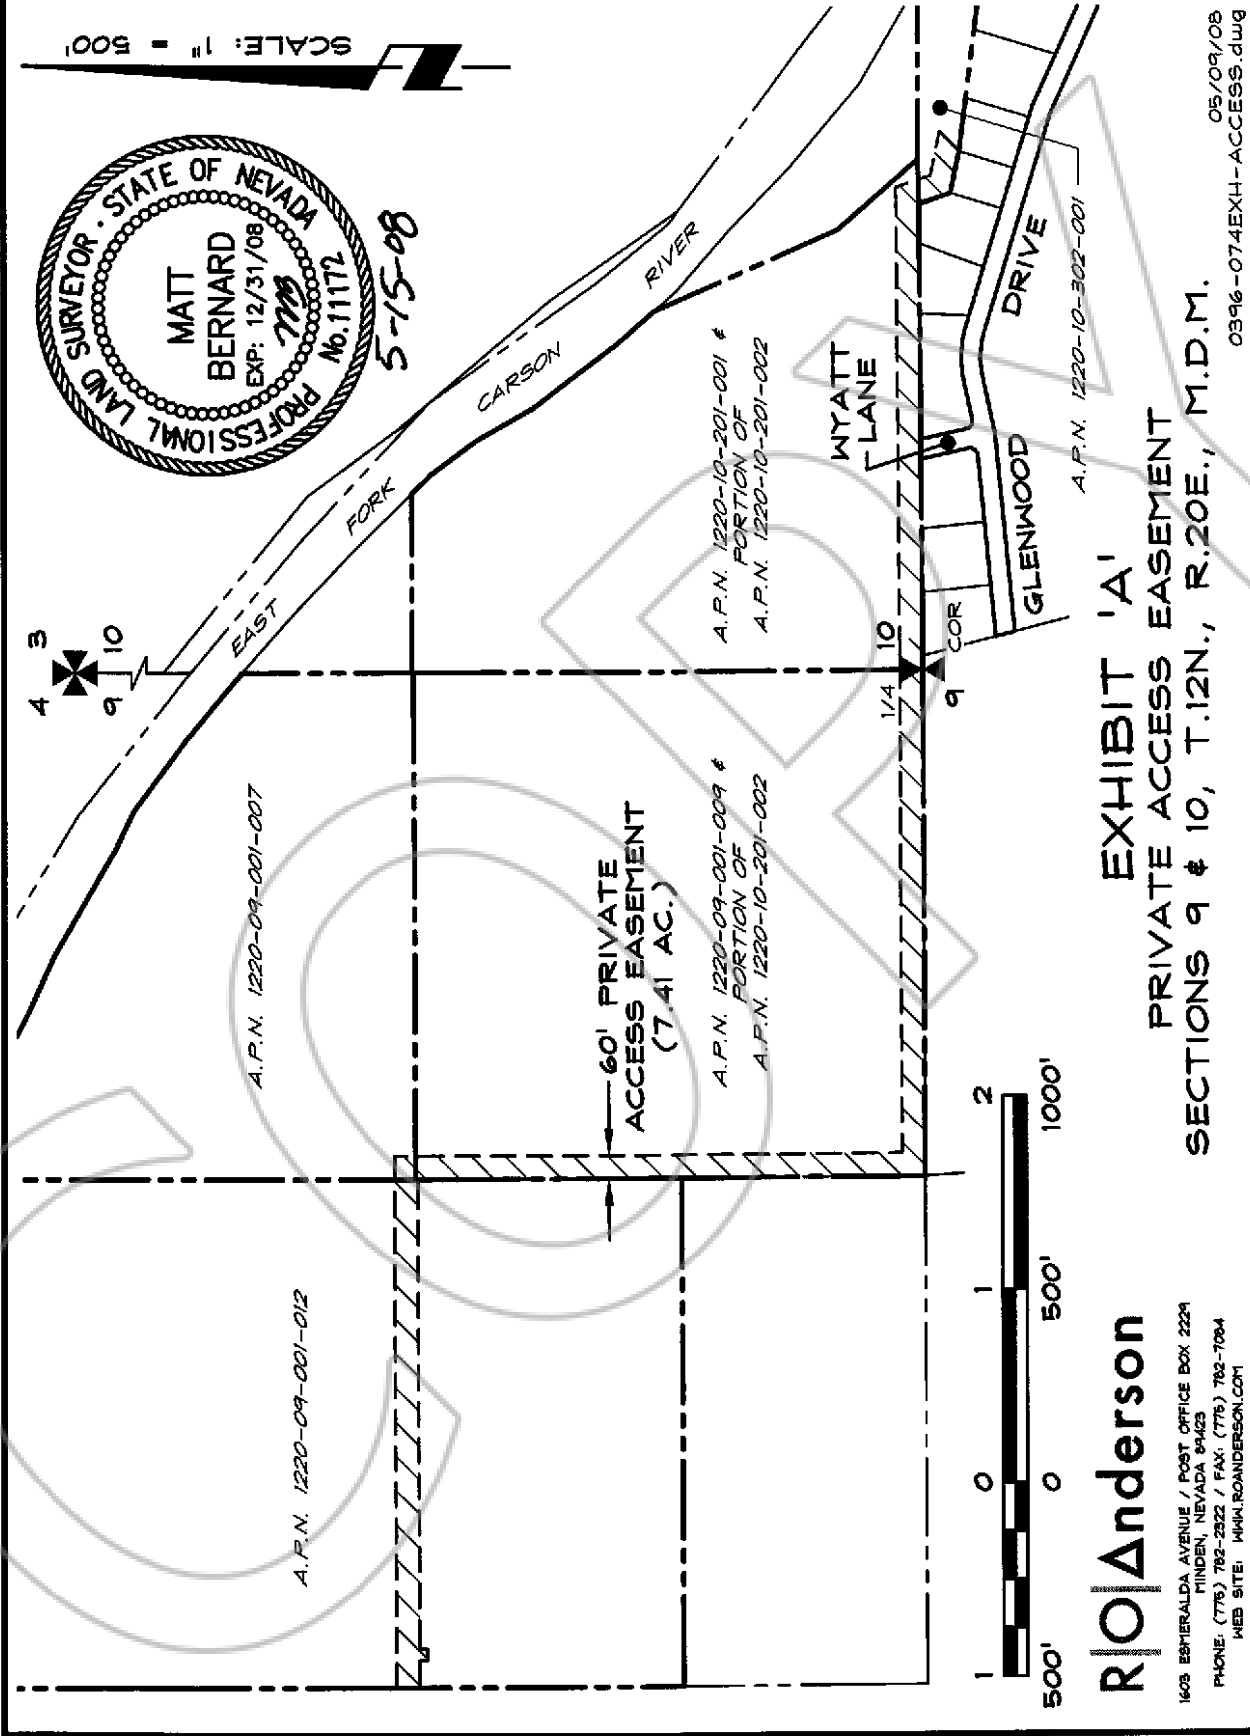 SCALE: 1" = 500'
PROFESSIONAL LAND SURVEYOR · STATE OF NEVADA
MATT
BERNARD
EXP: 12/31/08
No. 11172
5-15-08
4 3
9 10
EAST FORK CARSON RIVER
A.P.N. 1220-09-001-007
A.P.N. 1220-09-001-012
60' PRIVATE
ACCESS EASEMENT
(7.41 AC.)
A.P.N. 1220-09-001-009 &
PORTION OF
A.P.N. 1220-10-201-002
A.P.N. 1220-10-201-001 &
PORTION OF
A.P.N. 1220-10-201-002
WYATT
LANE
1/4 10
9 COR
GLENWOOD DRIVE
A.P.N. 1220-10-302-001
1 0 1 2
500' 0 500' 1000'
EXHIBIT 'A'
PRIVATE ACCESS EASEMENT
SECTIONS 9 & 10, T.12N., R.20E., M.D.M.
R|O|Anderson
1603 ESMERALDA AVENUE / POST OFFICE BOX 2229
MINDEN, NEVADA 89423
PHONE: (775) 782-2322 / FAX: (775) 782-7084
WEB SITE: WWW.ROANDERSON.COM
05/09/08
0396-074EXH-ACCESS.dwg
COPY